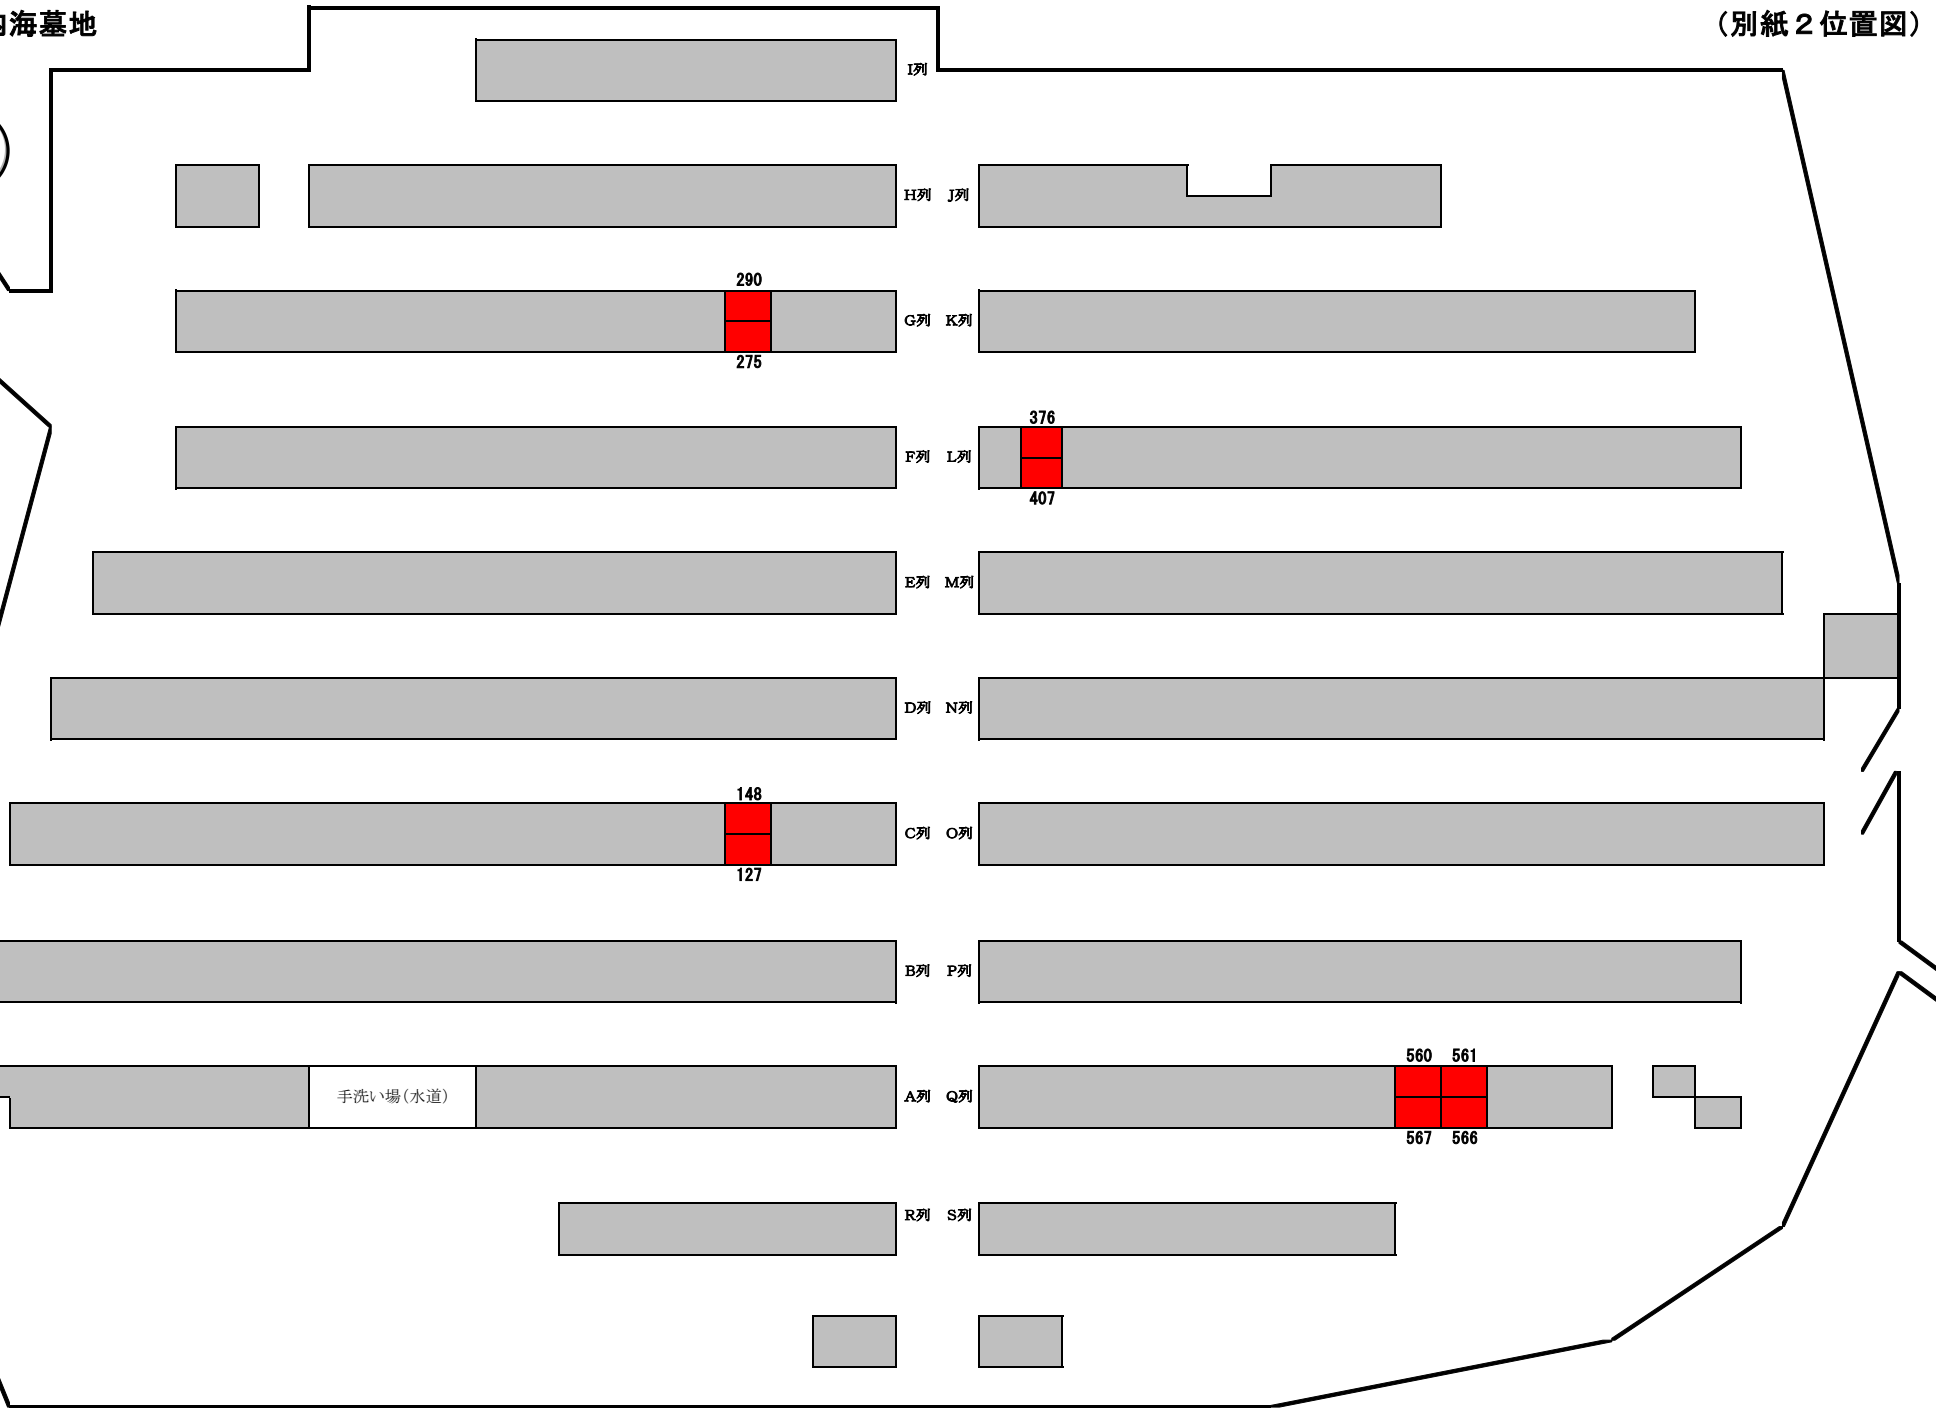 海墓地
（別紙２位置図）
I列
H列 J列
290
G列 K列
275
376
F列 L列
407
E列 M列
D列 N列
148
C列 O列
127
B列 P列
560 561
手洗い場(水道)
A列 Q列
567 566
R列 S列